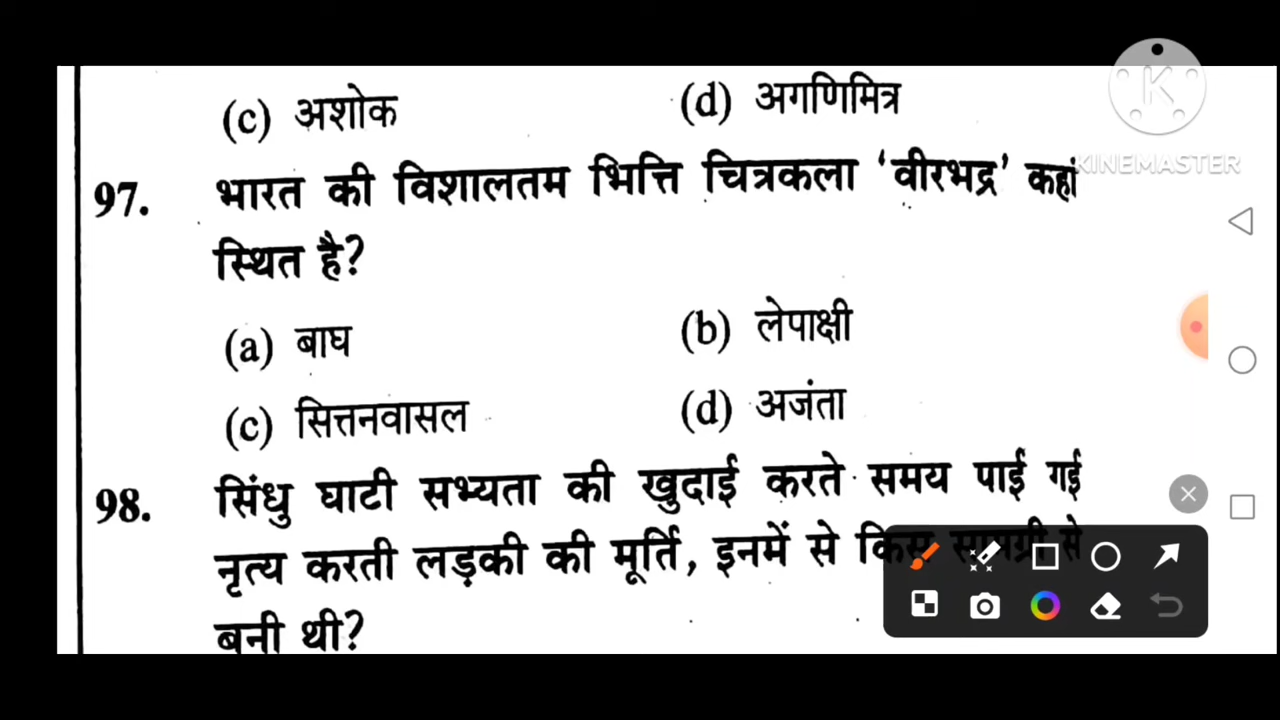 (c) अशोक (d) अगणिमित्र
KINEMASTER
97. भारत की विशालतम भित्ति चित्रकला ‘वीरभद्र’ कहां
स्थित है?
(a) बाघ (b) लेपाक्षी
(c) सित्तनवासल (d) अजंता
98. सिंधु घाटी सभ्यता की खुदाई करते समय पाई गई
नृत्य करती लड़की की मूर्ति, इनमें से किस सामग्री से
बनी थी?